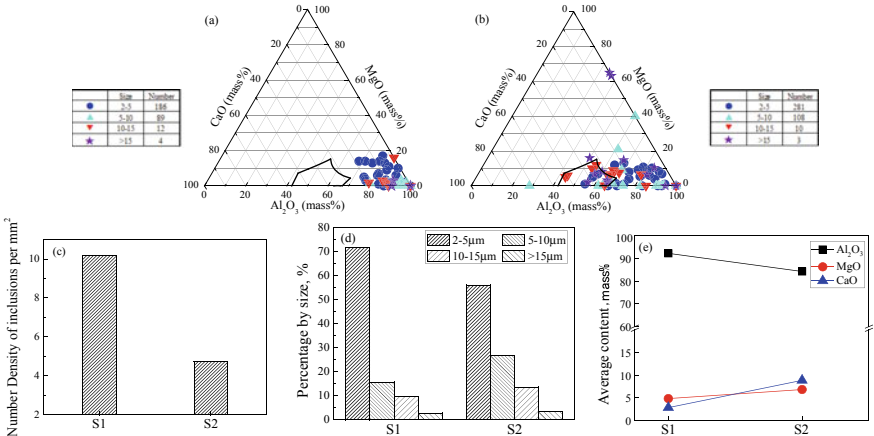 (a)
0
100
20
80
40
60
60
40
80
20
100
0
0
20
40
60
80
100
CaO (mass%)
MgO (mass%)
Al2O3 (mass%)
Size Number
2-5 186
5-10 89
10-15 12
>15 4
(b)
0
100
20
80
40
60
60
40
80
20
100
0
0
20
40
60
80
100
CaO (mass%)
MgO (mass%)
Al2O3 (mass%)
Size Number
2-5 281
5-10 108
10-15 10
>15 3
(c)
Number Density of inclusions per mm2
10
8
6
4
2
S1 S2
(d)
Percentage by size, %
80
70
60
50
40
30
20
10
0
2-5μm 5-10μm
10-15μm >15μm
S1 S2
(e)
Average content, mass%
100
90
80
70
60
15
10
5
0
Al2O3
MgO
CaO
S1 S2